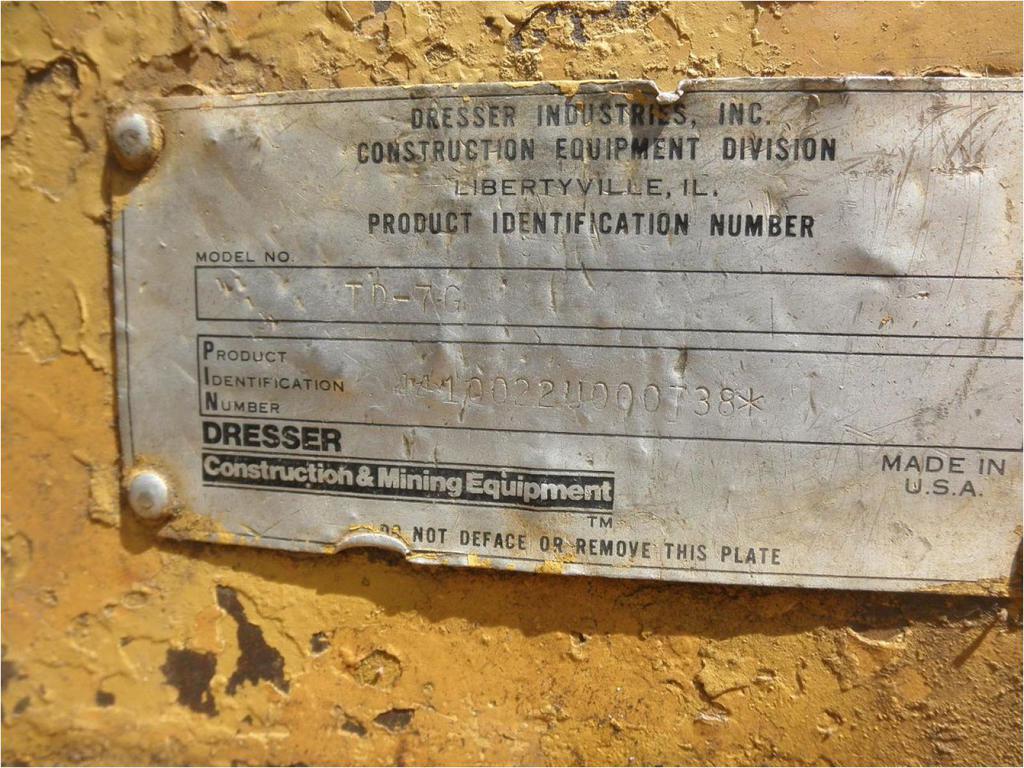 DRESSER INDUSTRIES, INC.
CONSTRUCTION EQUIPMENT DIVISION
LIBERTYVILLE, IL.
PRODUCT IDENTIFICATION NUMBER
MODEL NO.
TD-7G
PRODUCT
IDENTIFICATION
NUMBER
DRESSER
Construction & Mining Equipment
TM
MADE IN
U.S.A.
DO NOT DEFACE OR REMOVE THIS PLATE